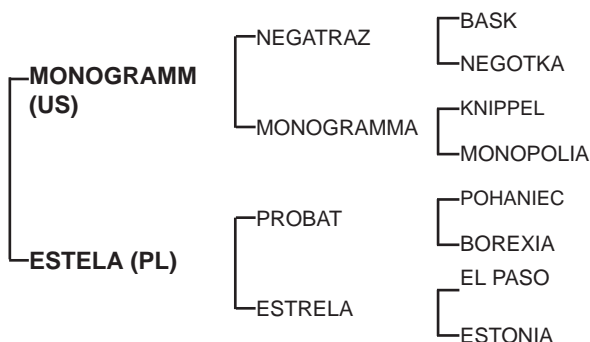 BASK
NEGATRAZ
NEGOTKA
MONOGRAMM
(US)
KNIPPEL
MONOGRAMMA
MONOPOLIA
POHANIEC
PROBAT
BOREXIA
ESTELA (PL)
EL PASO
ESTRELA
ESTONIA